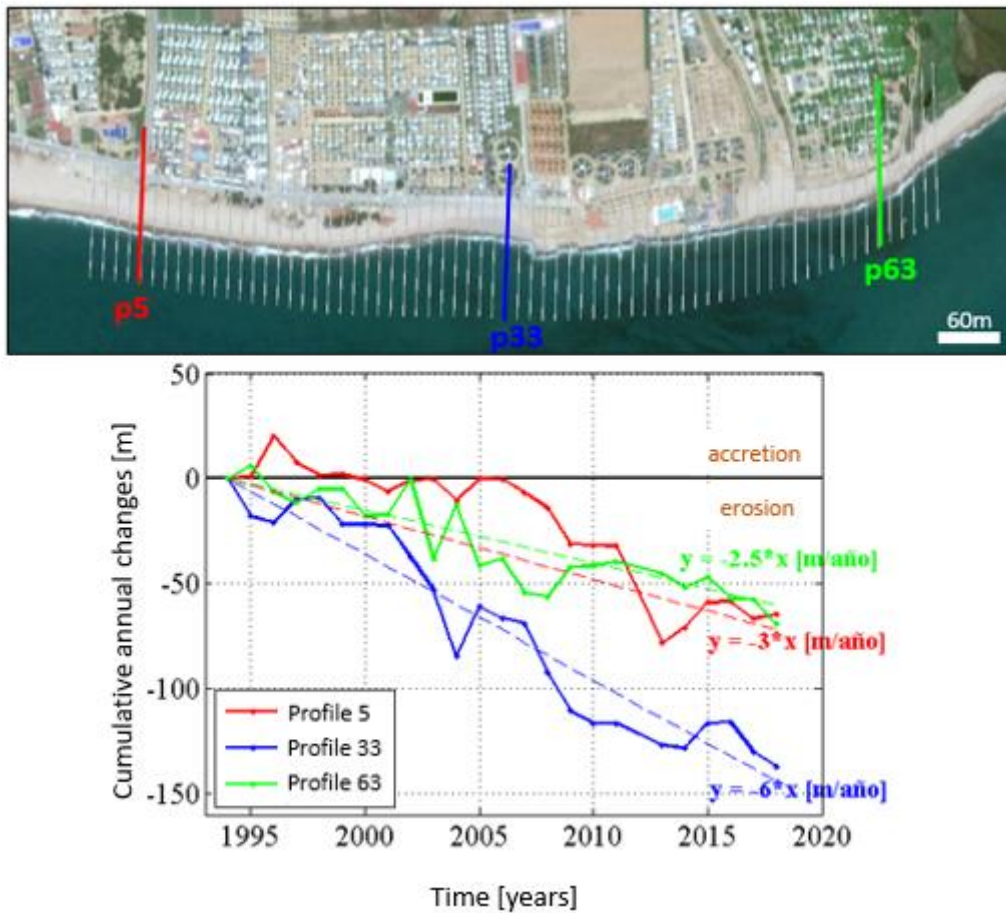 p5
p33
p63
60m
50
0
-50
-100
-150
accretion
erosion
y = -2.5*x [m/año]
y = -3*x [m/año]
y = -6*x [m/año]
Profile 5
Profile 33
Profile 63
1995
2000
2005
2010
2015
2020
Cumulative annual changes [m]
Time [years]